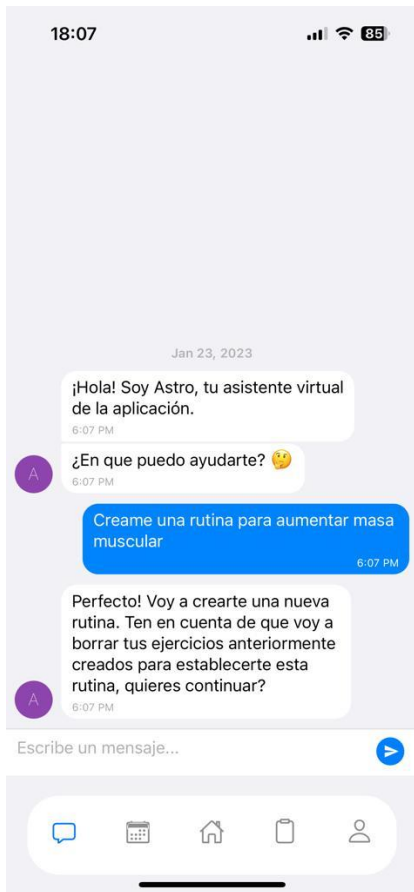 18:07
85
Jan 23, 2023
¡Hola! Soy Astro, tu asistente virtual
de la aplicación.
6:07 PM
¿En que puedo ayudarte? 🤔
6:07 PM
A
Creame una rutina para aumentar masa
muscular
6:07 PM
Perfecto! Voy a crearte una nueva
rutina. Ten en cuenta de que voy a
borrar tus ejercicios anteriormente
creados para establecerte esta
rutina, quieres continuar?
6:07 PM
A
Escribe un mensaje...